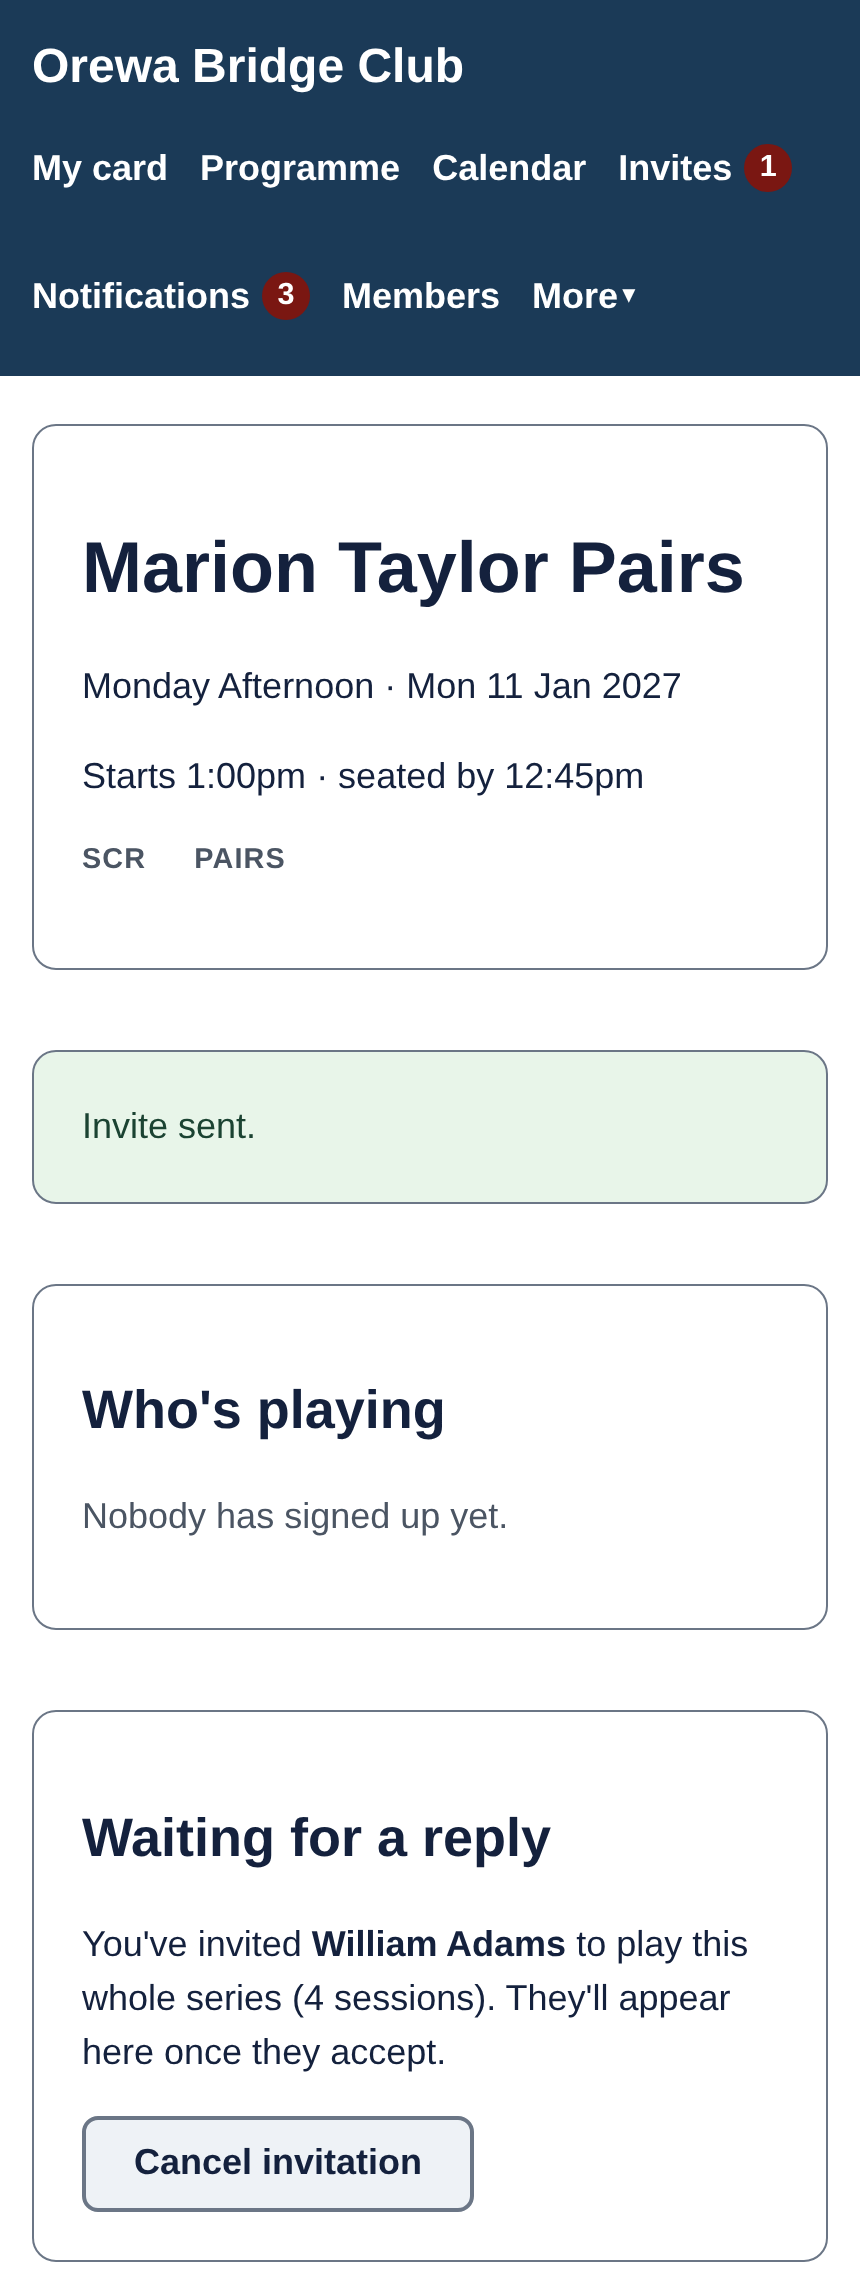 Orewa Bridge Club
My card Programme Calendar Invites 1
Notifications 3 Members More ▾
Marion Taylor Pairs
Monday Afternoon · Mon 11 Jan 2027
Starts 1:00pm · seated by 12:45pm
SCR PAIRS
Invite sent.
Who's playing
Nobody has signed up yet.
Waiting for a reply
You've invited William Adams to play this
whole series (4 sessions). They'll appear
here once they accept.
Cancel invitation